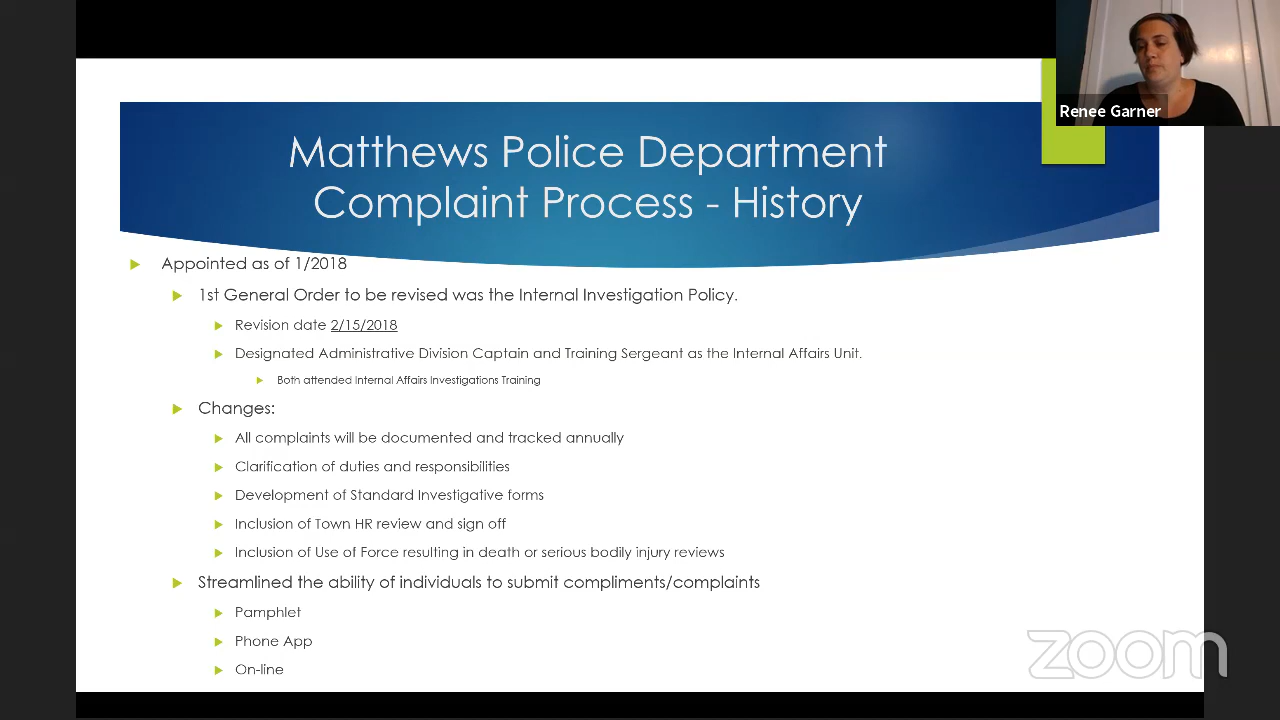 Renee Garner
Matthews Police Department
Complaint Process - History
Appointed as of 1/2018
1st General Order to be revised was the Internal Investigation Policy.
Revision date 2/15/2018
Designated Administrative Division Captain and Training Sergeant as the Internal Affairs Unit.
Both attended Internal Affairs Investigations Training
Changes:
All complaints will be documented and tracked annually
Clarification of duties and responsibilities
Development of Standard Investigative forms
Inclusion of Town HR review and sign off
Inclusion of Use of Force resulting in death or serious bodily injury reviews
Streamlined the ability of individuals to submit compliments/complaints
Pamphlet
Phone App
On-line
zoom